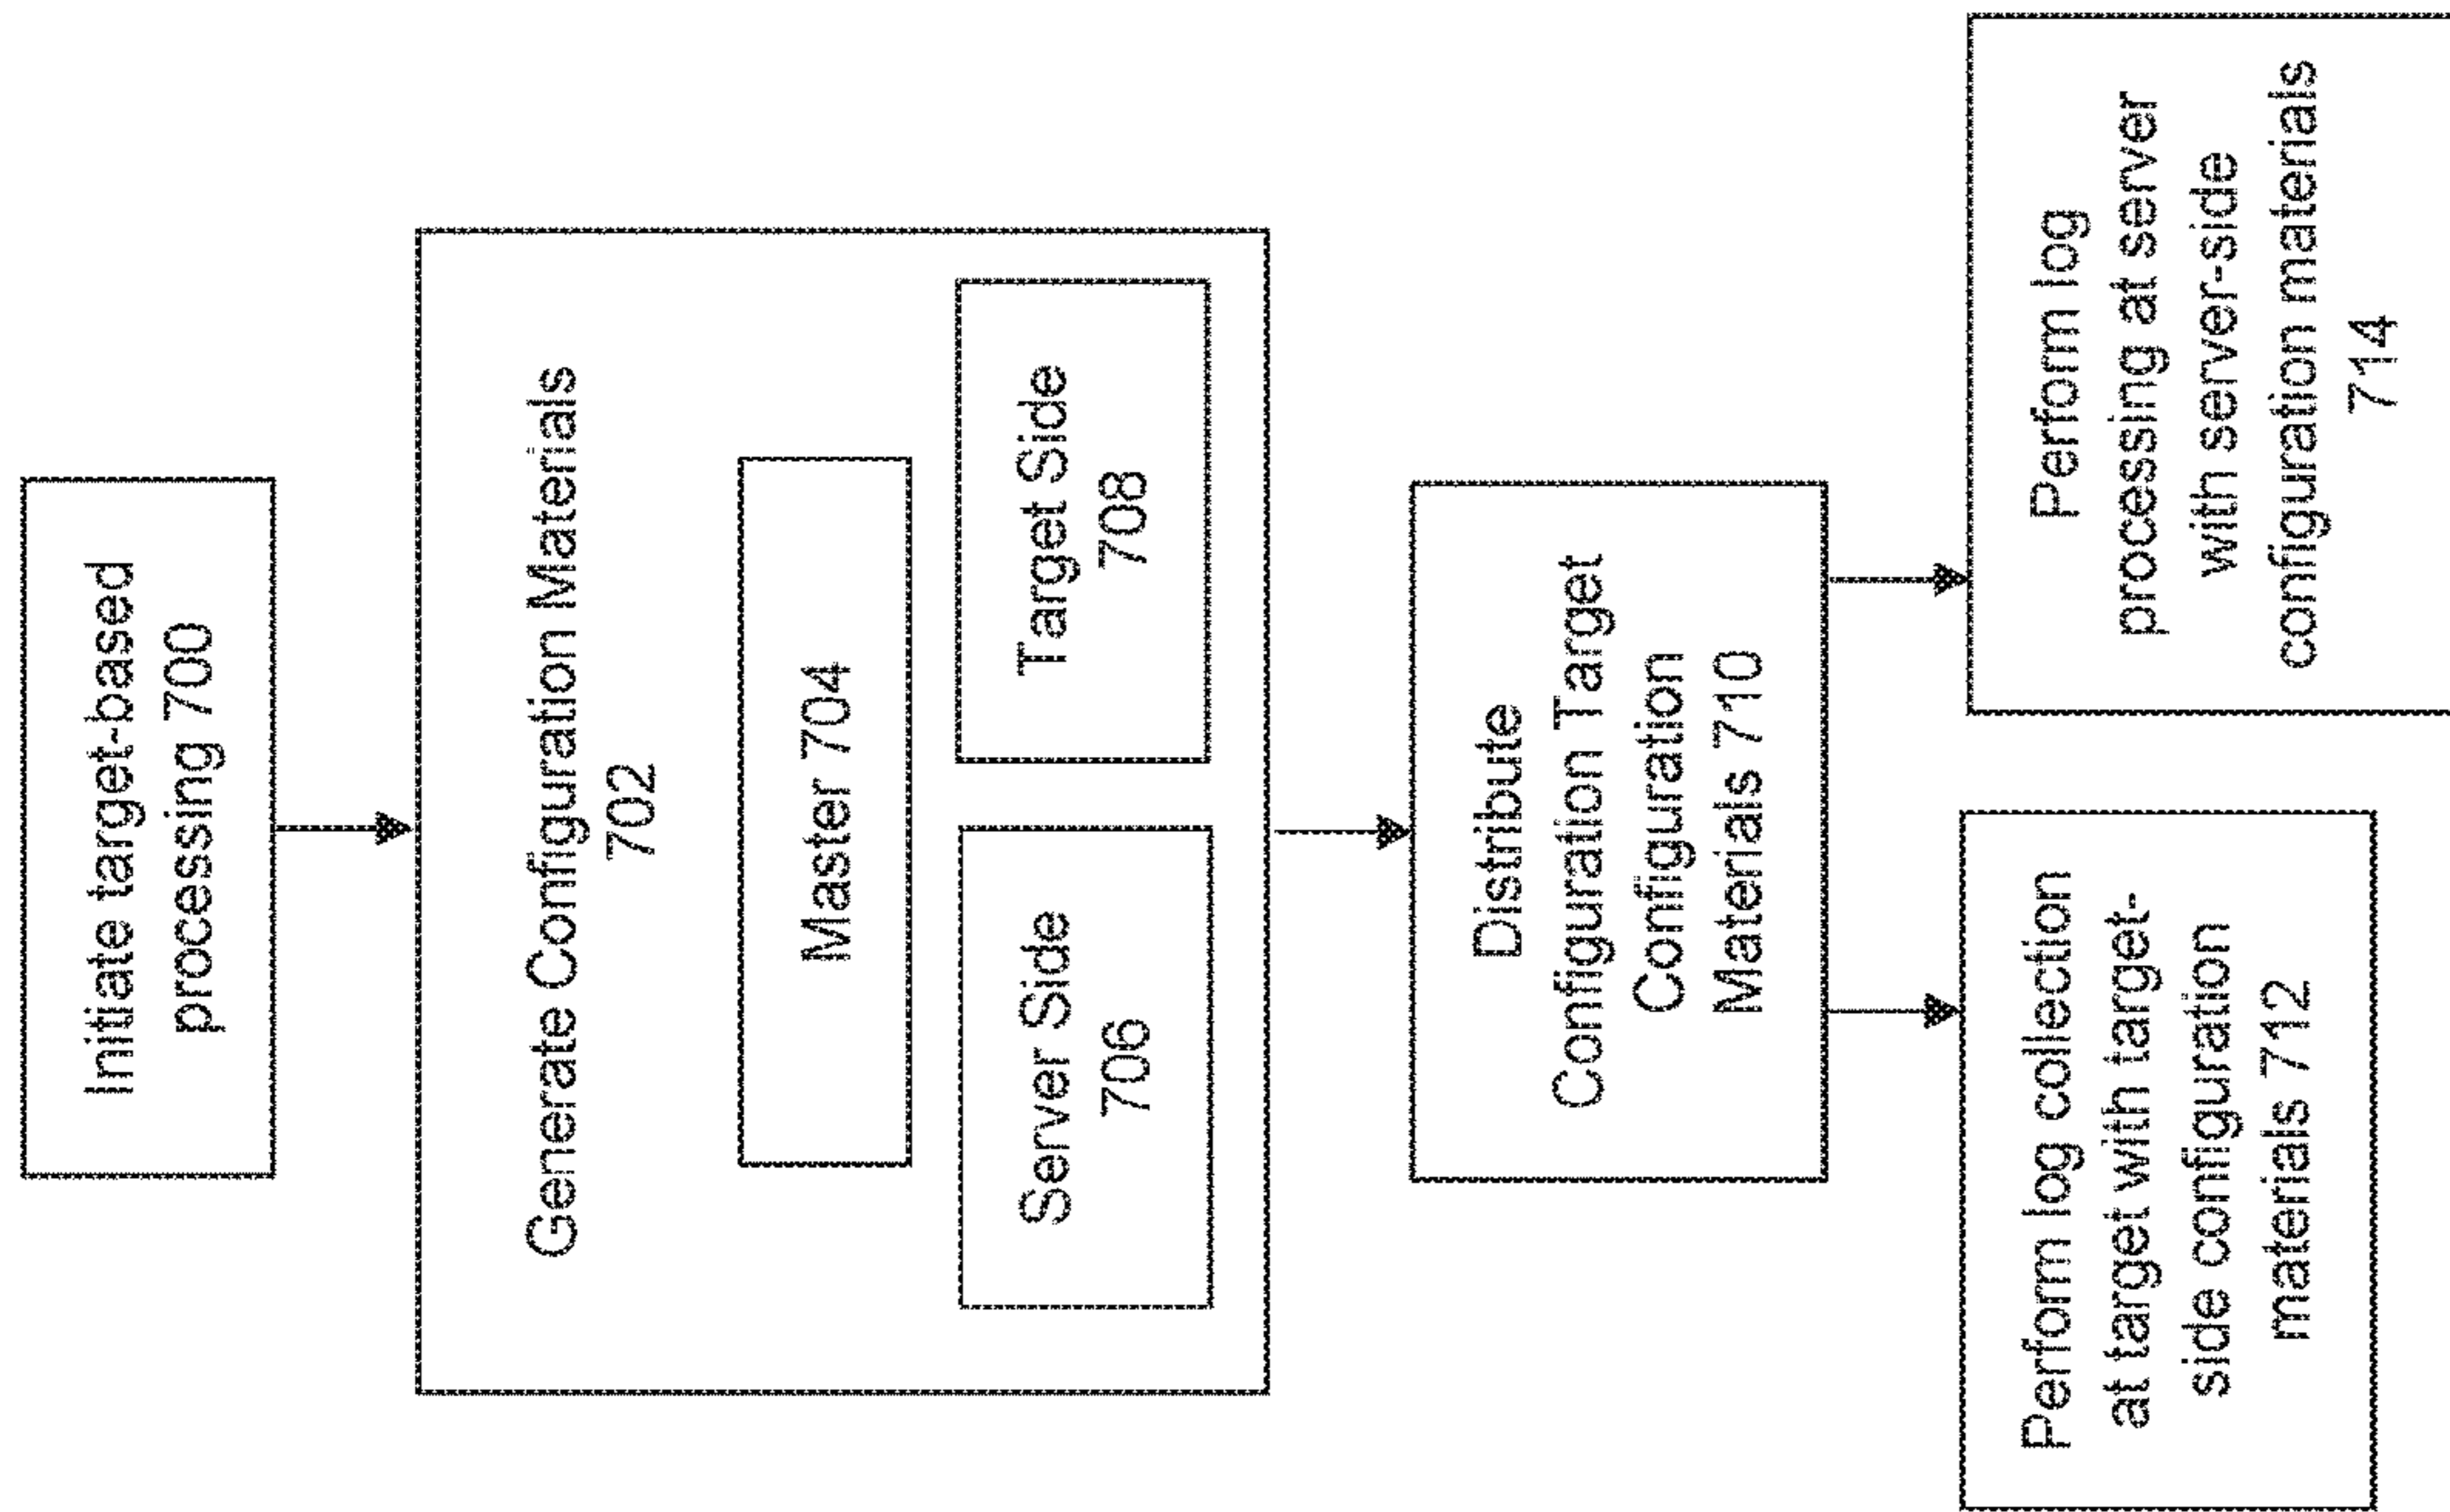 Initiate target-based
processing 700
Generate Configuration Materials
702
Master 704
Server Side
706
Target Side
708
Distribute
Configuration Target
Configuration
Materials 710
Perform log collection
at target with target-
side configuration
materials 712
Perform log
processing at server
with server-side
configuration materials
714